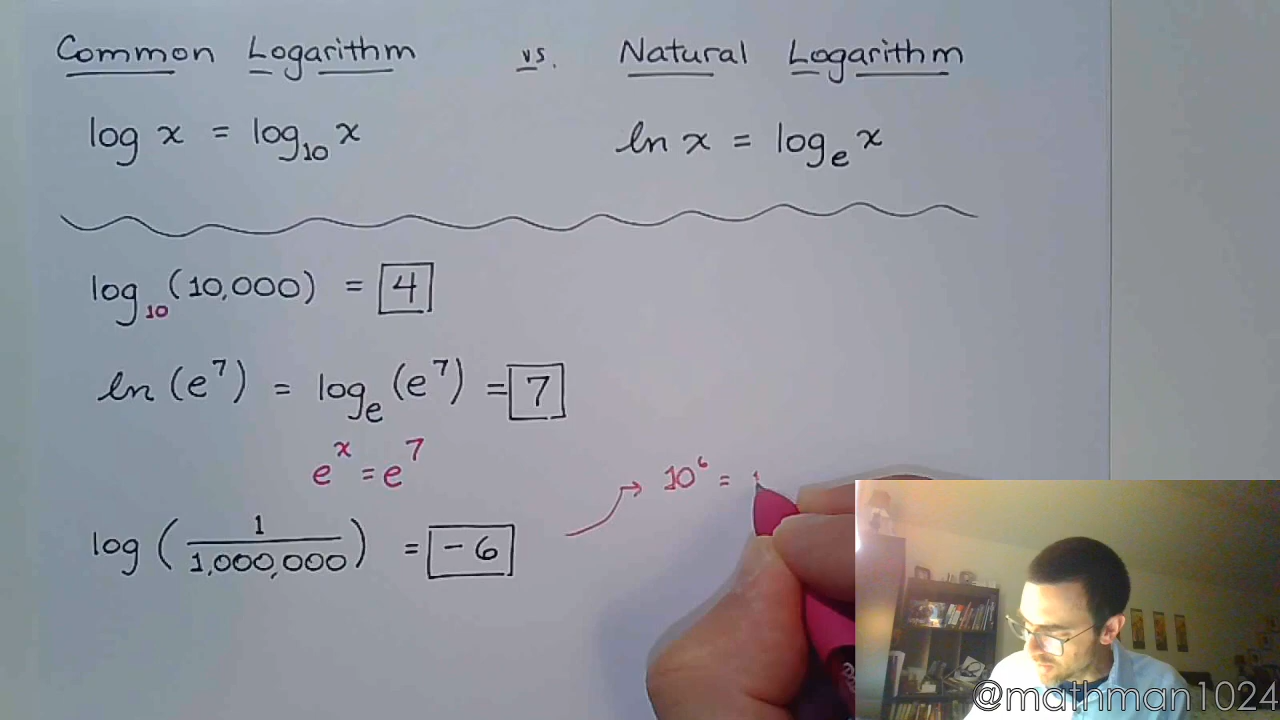 Common Logarithm vs. Natural Logarithm
log x = log₁₀ x
ln x = logₑ x
log₁₀(10,000) = 4
ln(e⁷) = logₑ(e⁷) = 7
eˣ = e⁷
log(1/1,000,000) = -6
10⁶ =
@mathman1024